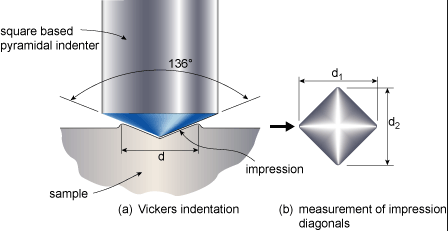 square based
pyramidal indenter
136°
d₁
d₂
d
impression
sample
(a) Vickers indentation
(b) measurement of impression
diagonals